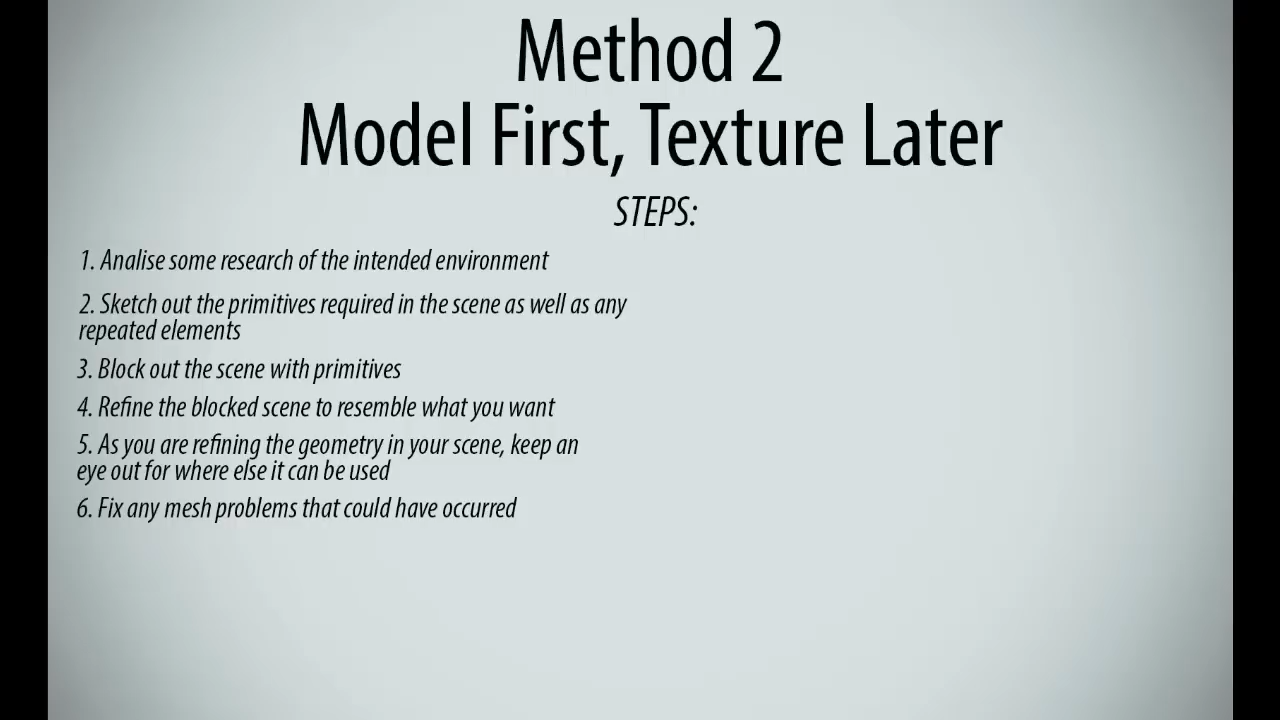 Method 2
Model First, Texture Later
STEPS:
1. Analise some research of the intended environment
2. Sketch out the primitives required in the scene as well as any
repeated elements
3. Block out the scene with primitives
4. Refine the blocked scene to resemble what you want
5. As you are refining the geometry in your scene, keep an
eye out for where else it can be used
6. Fix any mesh problems that could have occurred